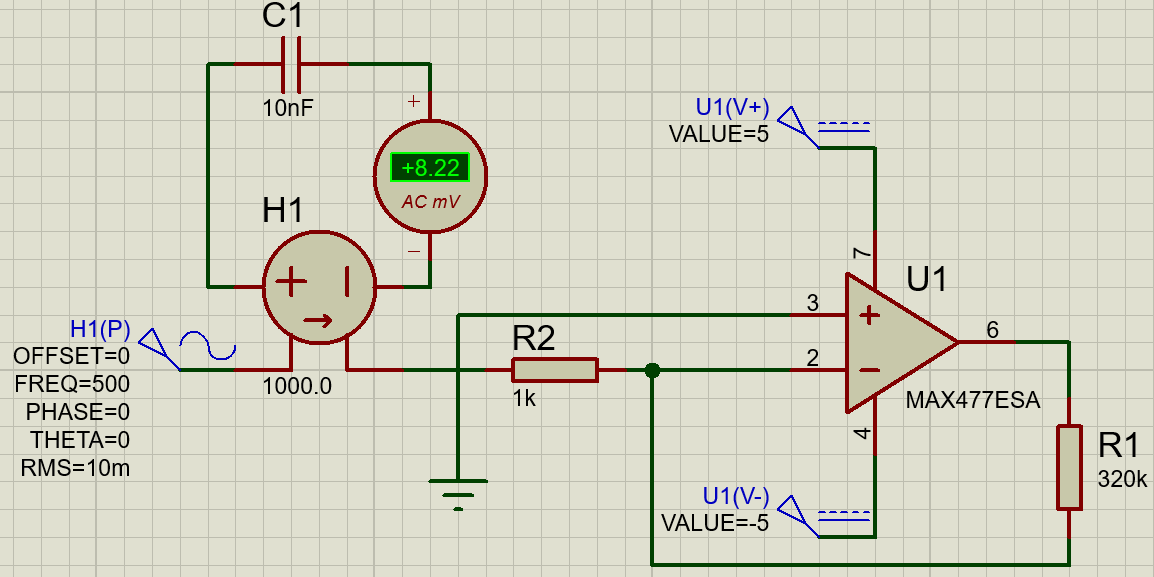 C1
10nF
+
+8.22
AC mV
−
H1
H1(P)
OFFSET=0
FREQ=500
PHASE=0
THETA=0
RMS=10m
1000.0
R2
1k
U1(V+)
VALUE=5
7
U1
3
2
6
4
MAX477ESA
U1(V-)
VALUE=-5
R1
320k